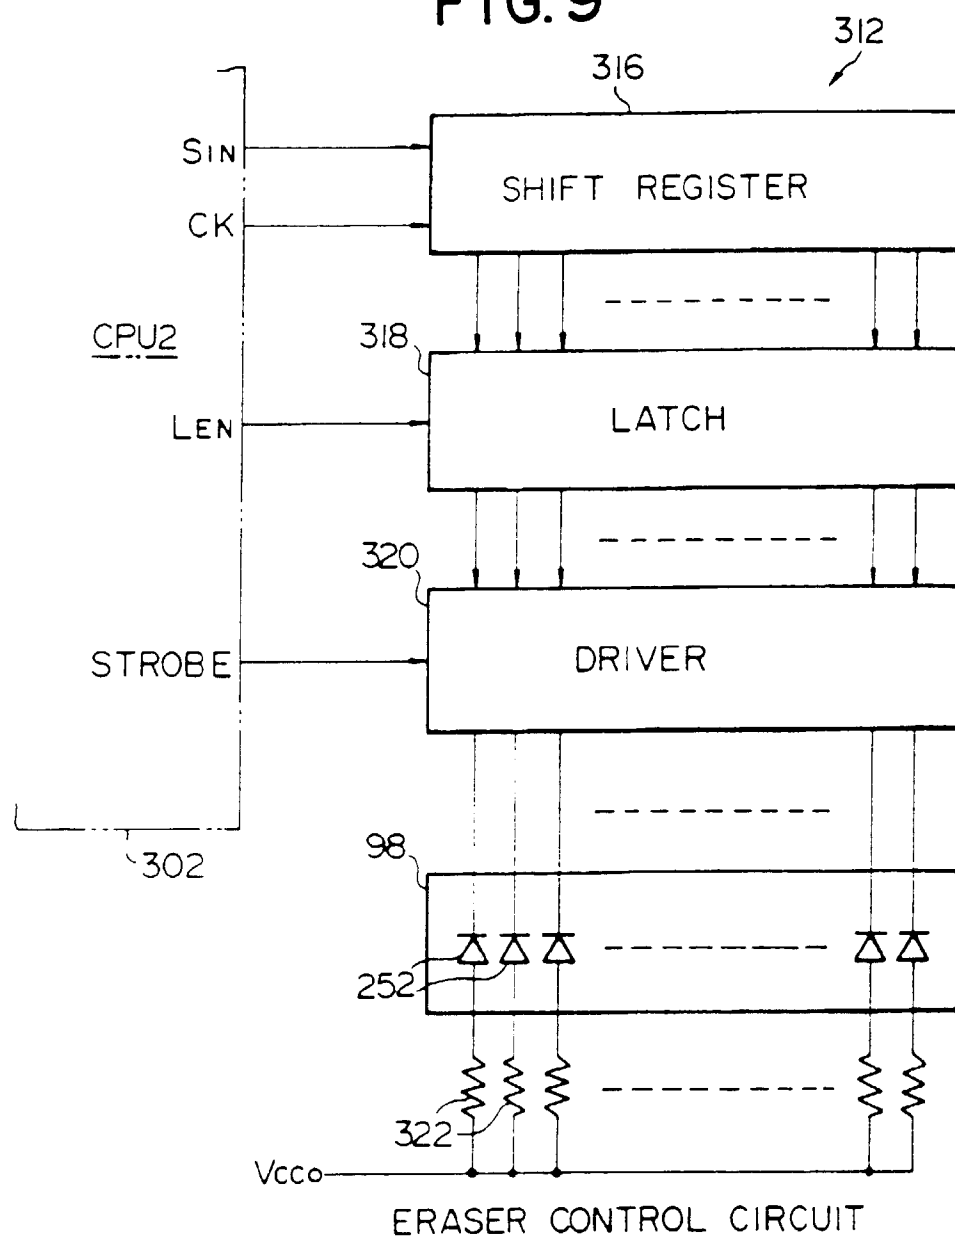 FIG. 9
312
316
SIN
SHIFT REGISTER
CK
CPU2
318
LEN
LATCH
320
STROBE
DRIVER
302
98
252
322
Vcc
ERASER CONTROL CIRCUIT